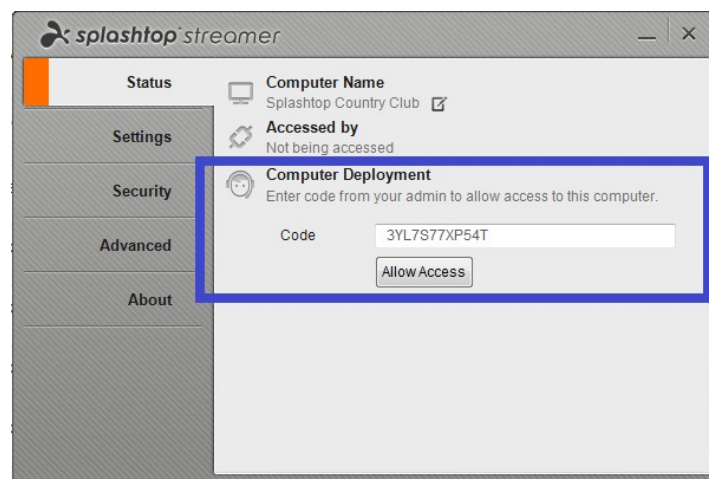 splashtop streamer
Status
Settings
Security
Advanced
About
Computer Name
Splashtop Country Club
Accessed by
Not being accessed
Computer Deployment
Enter code from your admin to allow access to this computer.
Code 3YL7S77XP54T
Allow Access